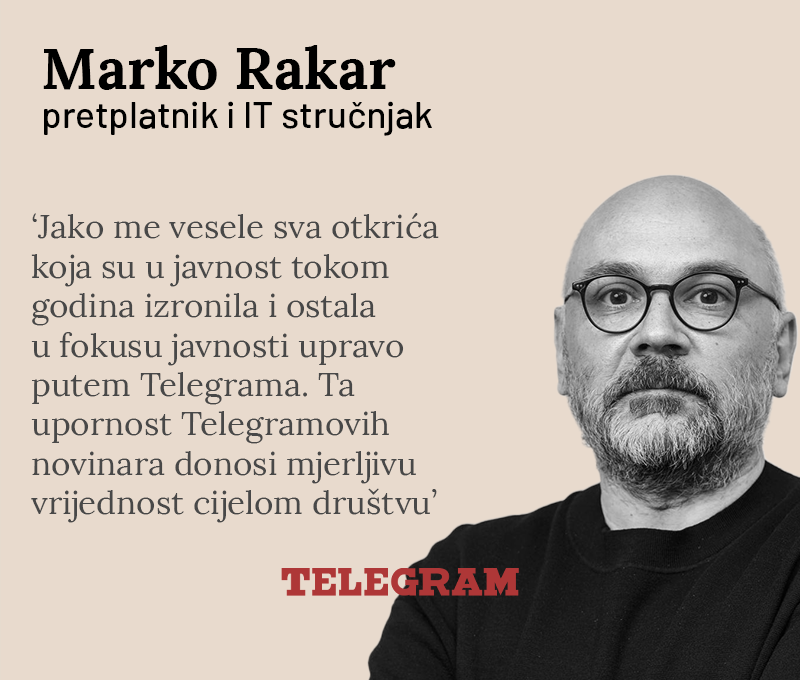 Marko Rakar
pretplatnik i IT stručnjak
‘Jako me vesele sva otkrića
koja su u javnost tokom
godina izronila i ostala
u fokusu javnosti upravo
putem Telegrama. Ta
upornost Telegramovih
novinara donosi mjerljivu
vrijednost cijelom društvu’
TELEGRAM